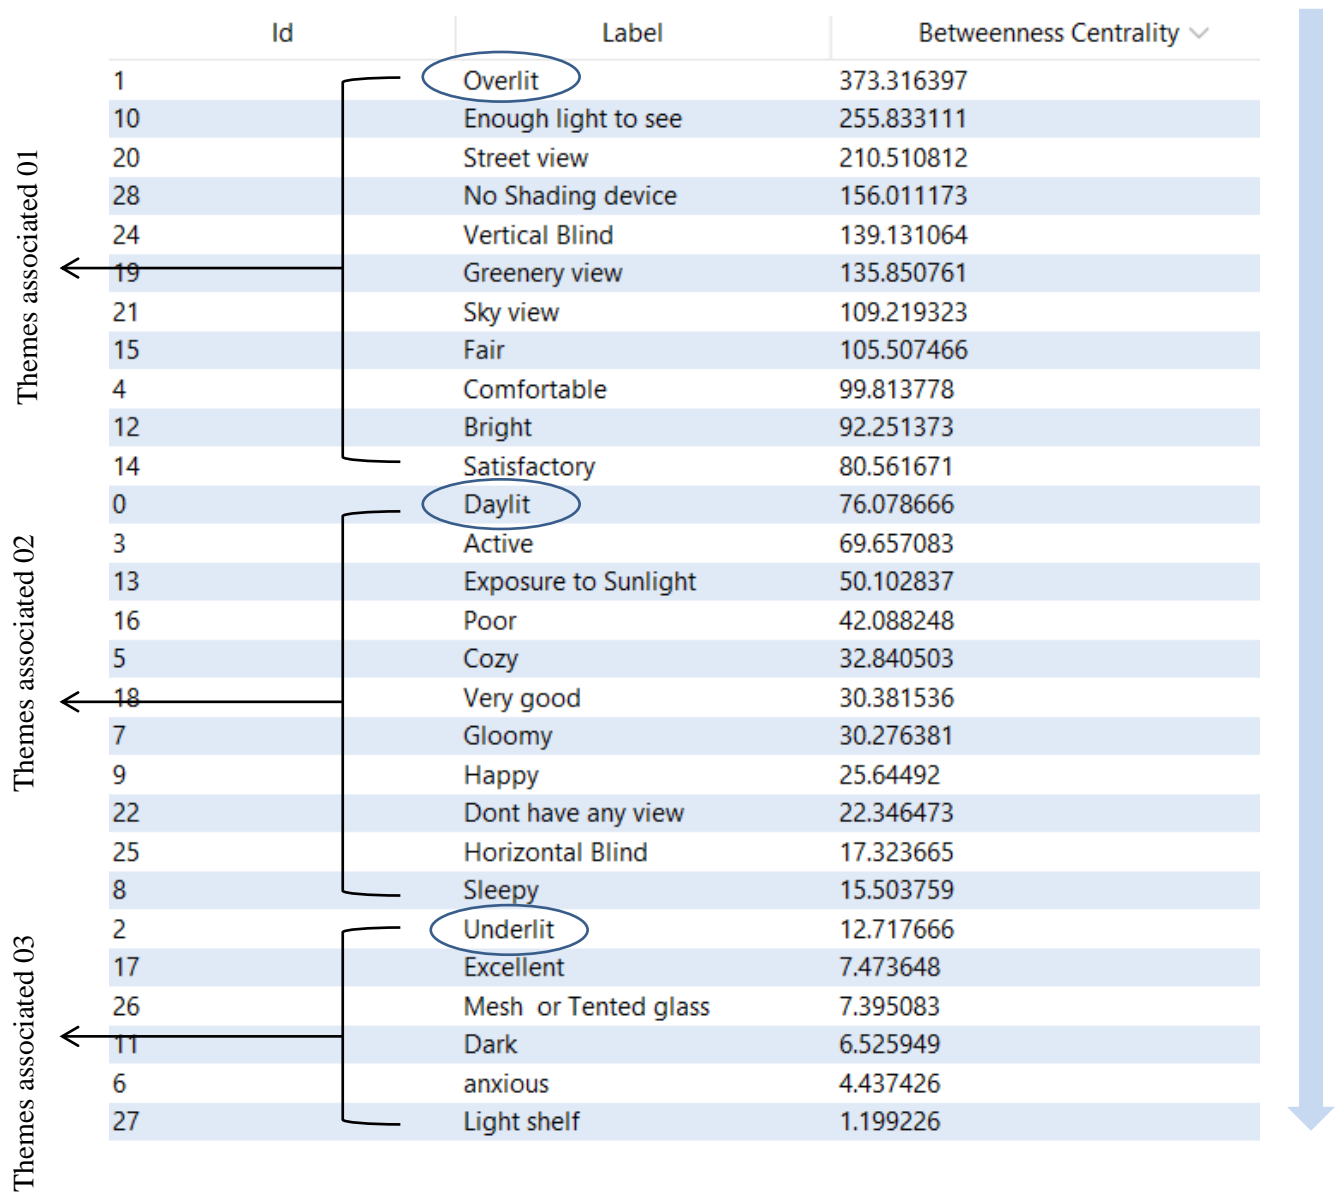 Id Label Betweenness Centrality
1 Overlit 373.316397
10 Enough light to see 255.833111
20 Street view 210.510812
28 No Shading device 156.011173
24 Vertical Blind 139.131064
19 Greenery view 135.850761
21 Sky view 109.219323
15 Fair 105.507466
4 Comfortable 99.813778
12 Bright 92.251373
14 Satisfactory 80.561671
Themes associated 01
0 Daylit 76.078666
3 Active 69.657083
13 Exposure to Sunlight 50.102837
16 Poor 42.088248
5 Cozy 32.840503
18 Very good 30.381536
7 Gloomy 30.276381
9 Happy 25.64492
22 Dont have any view 22.346473
25 Horizontal Blind 17.323665
8 Sleepy 15.503759
Themes associated 02
2 Underlit 12.717666
17 Excellent 7.473648
26 Mesh or Tented glass 7.395083
11 Dark 6.525949
6 anxious 4.437426
27 Light shelf 1.199226
Themes associated 03